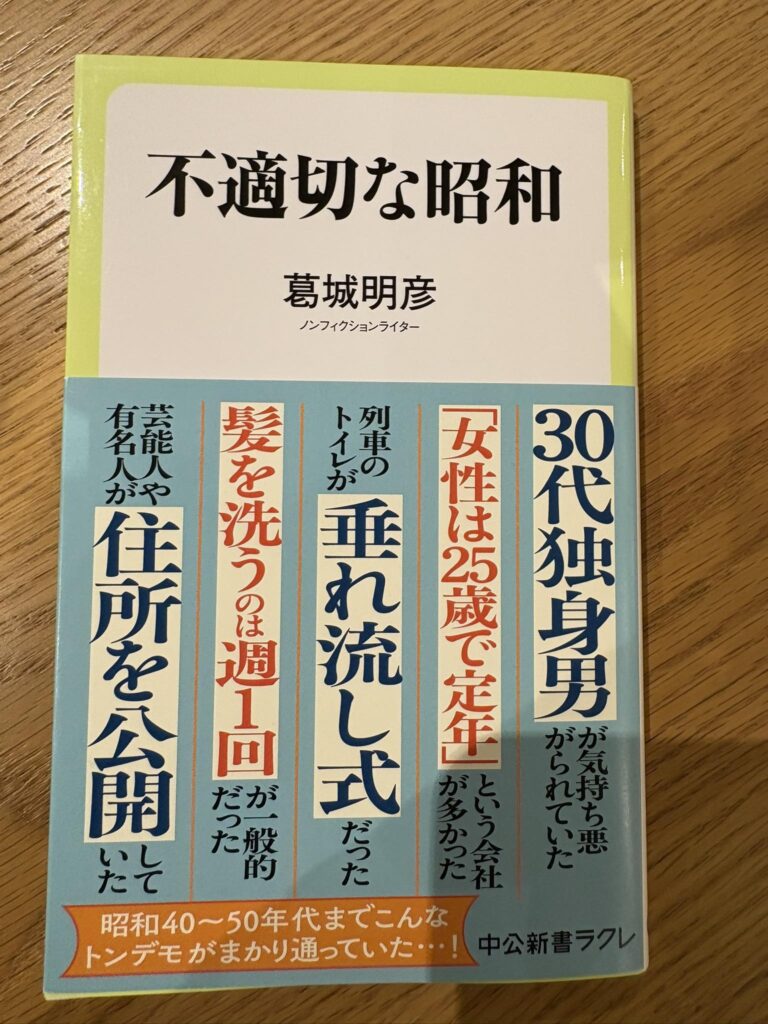 不適切な昭和
葛城明彦
ノンフィクションライター
30代独身男
が気持ち悪
がられていた
「女性は25歳で定年」
という会社
が多かった
列車の
トイレが
垂れ流し式
だった
髪を洗うのは週1回
が一般的
だった
芸能人や
有名人が
住所を公開
して
いた
昭和40〜50年代までこんな
トンデモがまかり通っていた…!
中公新書ラクレ